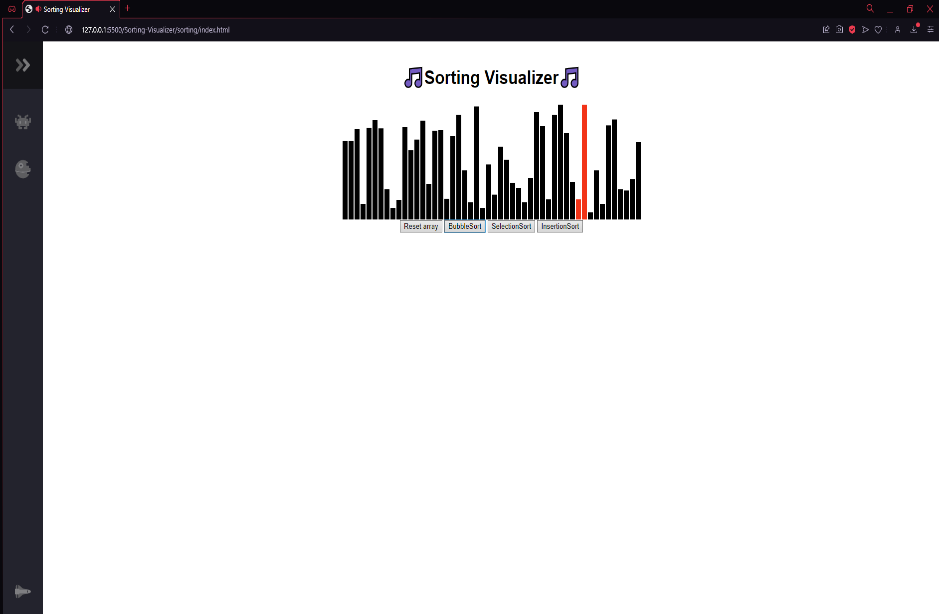 Sorting Visualizer
127.0.0.1:5500/Sorting-Visualizer/sorting/index.html
Sorting Visualizer
Reset array BubbleSort SelectionSort InsertionSort